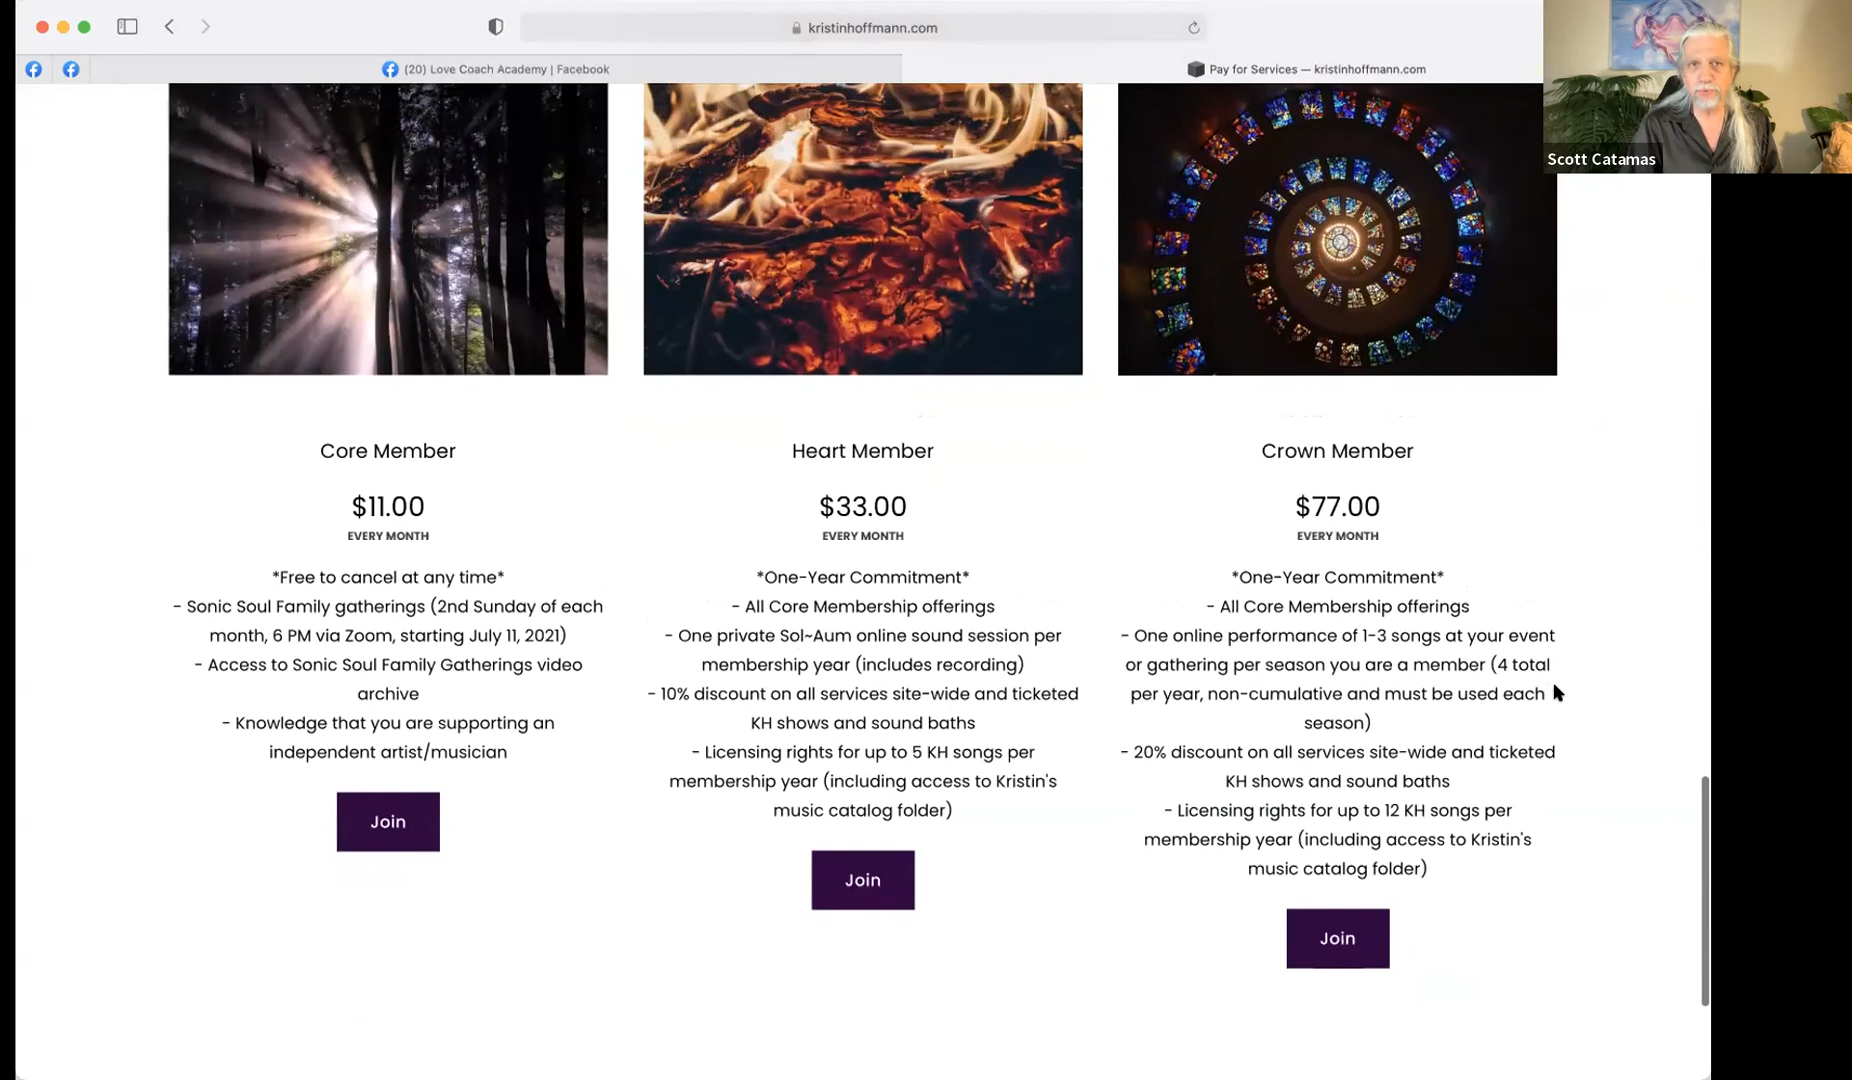 kristinhoffmann.com
(20) Love Coach Academy | Facebook
Pay for Services — kristinhoffmann.com
Scott Catamas
Core Member
$11.00
EVERY MONTH
*Free to cancel at any time*
- Sonic Soul Family gatherings (2nd Sunday of each
month, 6 PM via Zoom, starting July 11, 2021)
- Access to Sonic Soul Family Gatherings video
archive
- Knowledge that you are supporting an
independent artist/musician
Join
Heart Member
$33.00
EVERY MONTH
*One-Year Commitment*
- All Core Membership offerings
- One private Sol~Aum online sound session per
membership year (includes recording)
- 10% discount on all services site-wide and ticketed
KH shows and sound baths
- Licensing rights for up to 5 KH songs per
membership year (including access to Kristin's
music catalog folder)
Join
Crown Member
$77.00
EVERY MONTH
*One-Year Commitment*
- All Core Membership offerings
- One online performance of 1-3 songs at your event
or gathering per season you are a member (4 total
per year, non-cumulative and must be used each
season)
- 20% discount on all services site-wide and ticketed
KH shows and sound baths
- Licensing rights for up to 12 KH songs per
membership year (including access to Kristin's
music catalog folder)
Join